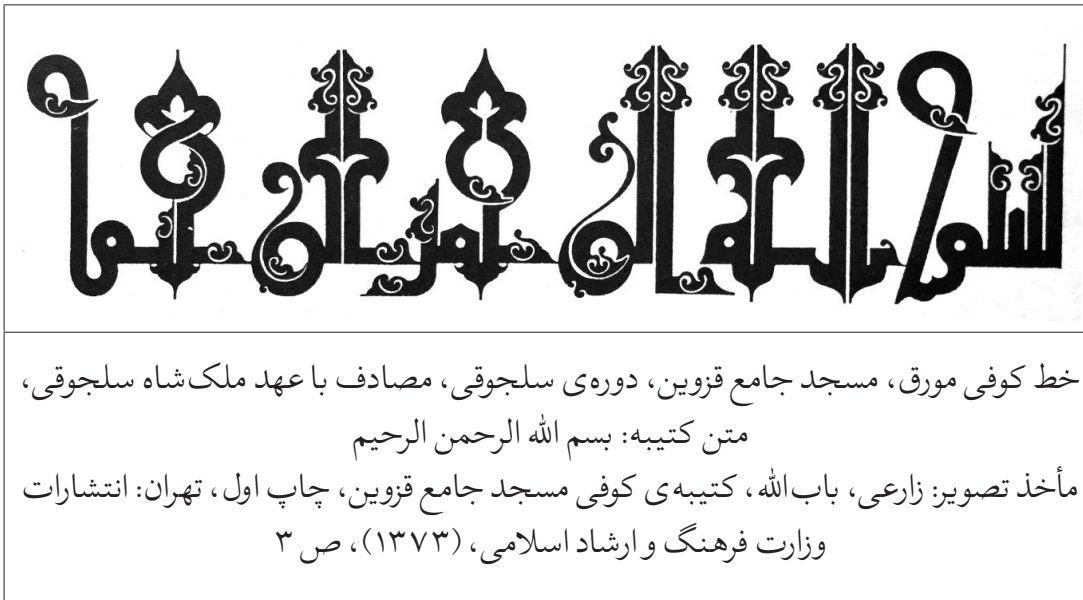 بسم الله الرحمن الرحیم
خط کوفی مورق، مسجد جامع قزوین، دوره‌ی سلجوقی، مصادف با عهد ملک‌شاه سلجوقی،
متن کتیبه: بسم الله الرحمن الرحیم
مأخذ تصویر: زارعی، باب‌الله، کتیبه‌ی کوفی مسجد جامع قزوین، چاپ اول، تهران: انتشارات
وزارت فرهنگ و ارشاد اسلامی، (۱۳۷۳)، ص ۳